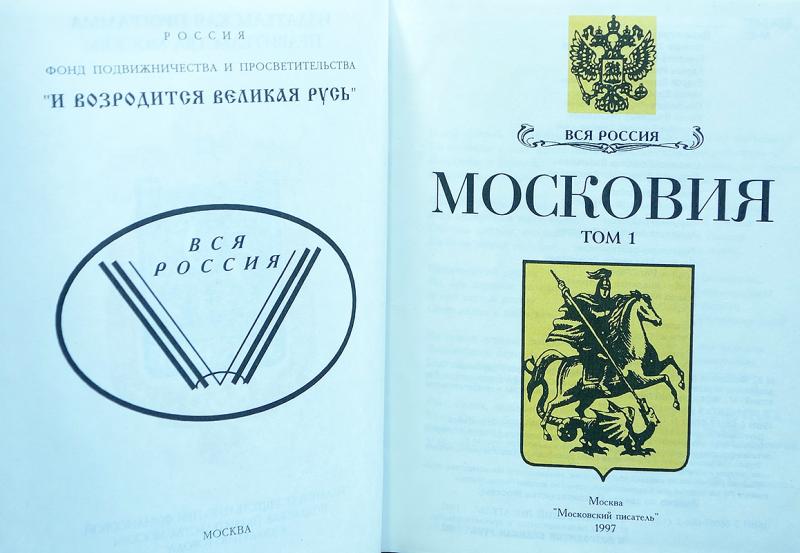 РОССИЯ
ФОНД ПОДВИЖНИЧЕСТВА И ПРОСВЕТИТЕЛЬСТВА
"И ВОЗРОДИТСЯ ВЕЛИКАЯ РУСЬ"
ВСЯ
РОССИЯ
МОСКВА
ВСЯ РОССИЯ
МОСКОВИЯ
ТОМ 1
Москва
"Московский писатель"
1997